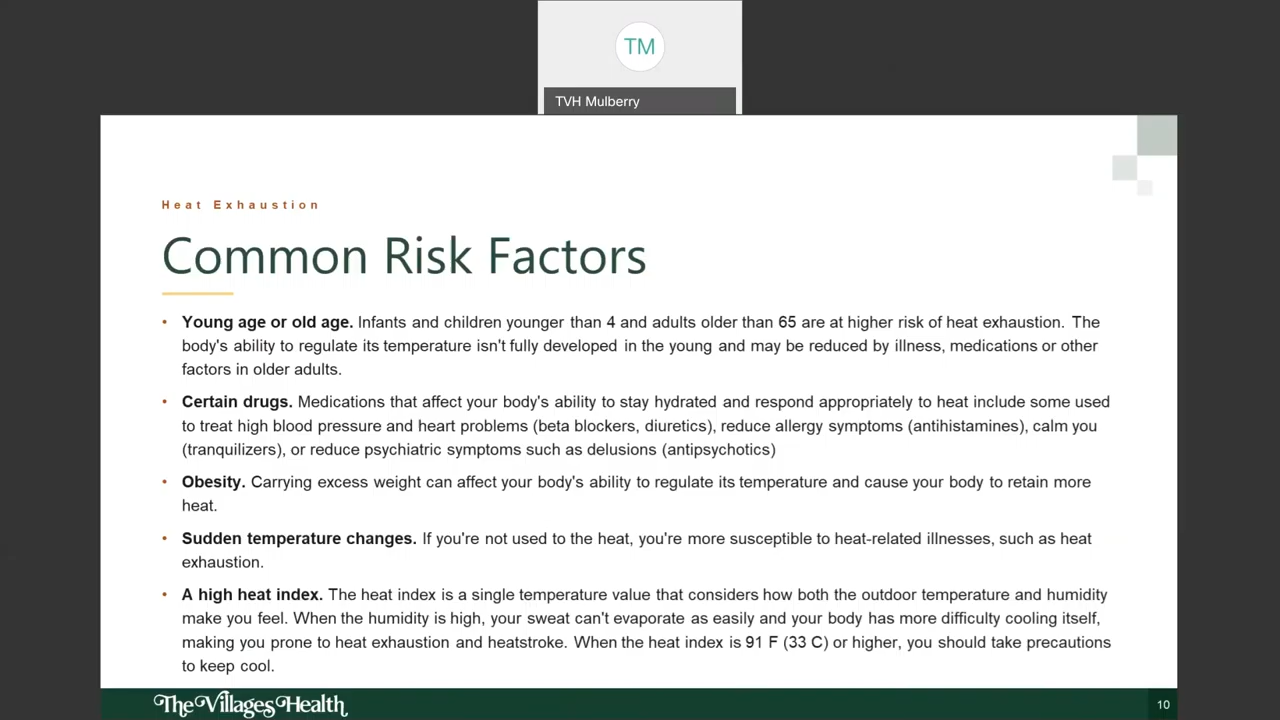 TM
TVH Mulberry
Heat Exhaustion
Common Risk Factors
• Young age or old age. Infants and children younger than 4 and adults older than 65 are at higher risk of heat exhaustion. The
body's ability to regulate its temperature isn't fully developed in the young and may be reduced by illness, medications or other
factors in older adults.
• Certain drugs. Medications that affect your body's ability to stay hydrated and respond appropriately to heat include some used
to treat high blood pressure and heart problems (beta blockers, diuretics), reduce allergy symptoms (antihistamines), calm you
(tranquilizers), or reduce psychiatric symptoms such as delusions (antipsychotics)
• Obesity. Carrying excess weight can affect your body's ability to regulate its temperature and cause your body to retain more
heat.
• Sudden temperature changes. If you're not used to the heat, you're more susceptible to heat-related illnesses, such as heat
exhaustion.
• A high heat index. The heat index is a single temperature value that considers how both the outdoor temperature and humidity
make you feel. When the humidity is high, your sweat can't evaporate as easily and your body has more difficulty cooling itself,
making you prone to heat exhaustion and heatstroke. When the heat index is 91 F (33 C) or higher, you should take precautions
to keep cool.
The Villages Health
10